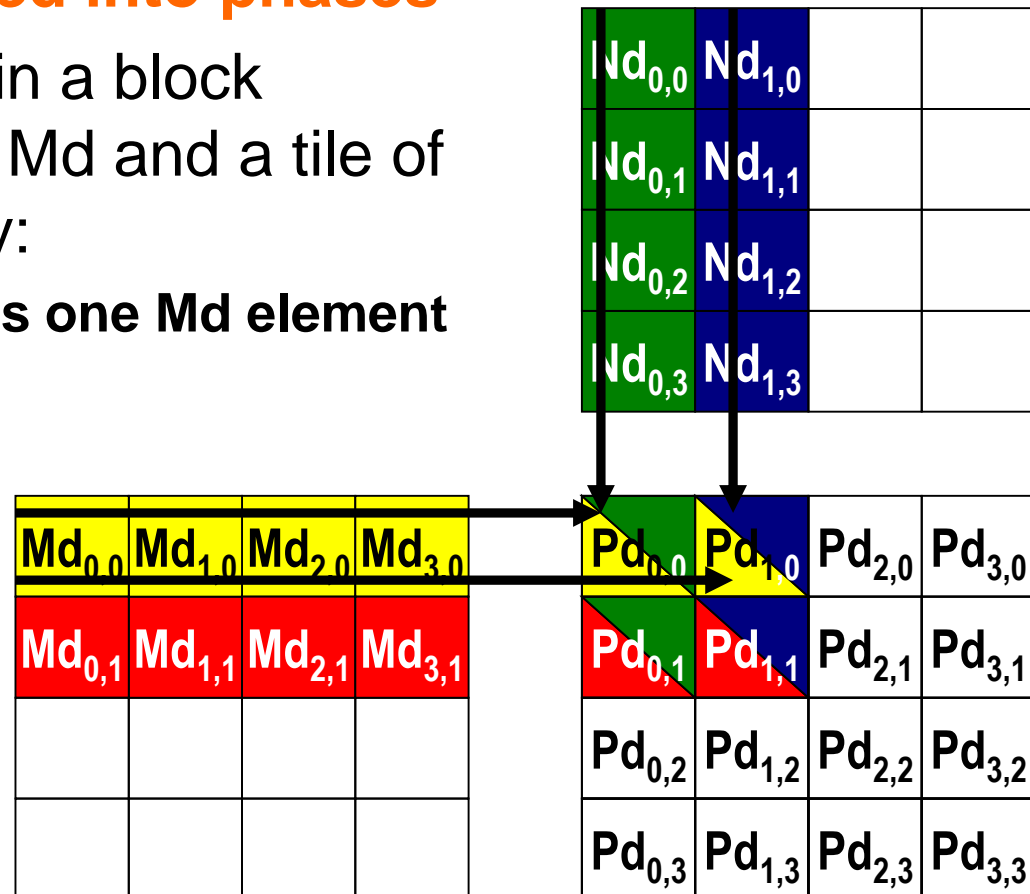 ed into phases
in a block
Md and a tile of
y:
s one Md element
Nd0,0 Nd1,0
Nd0,1 Nd1,1
Nd0,2 Nd1,2
Nd0,3 Nd1,3
Md0,0 Md1,0 Md2,0 Md3,0
Md0,1 Md1,1 Md2,1 Md3,1
Pd0,0 Pd1,0 Pd2,0 Pd3,0
Pd0,1 Pd1,1 Pd2,1 Pd3,1
Pd0,2 Pd1,2 Pd2,2 Pd3,2
Pd0,3 Pd1,3 Pd2,3 Pd3,3